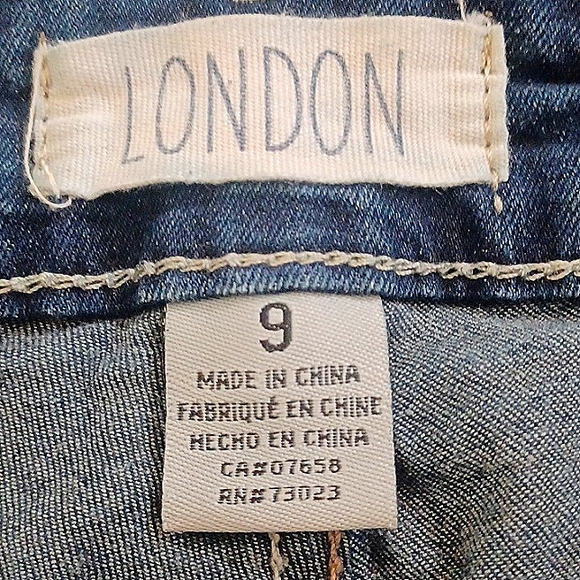 LONDON
9
MADE IN CHINA
FABRIQUÉ EN CHINE
HECHO EN CHINA
CA#07658
RN#73023